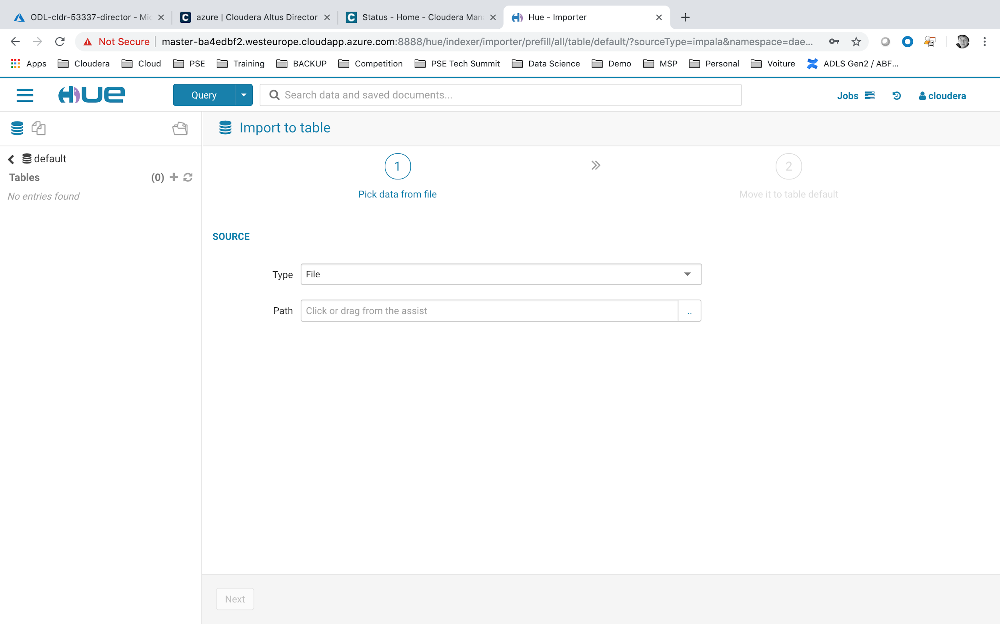 ODL-cldr-53337-director - Mic
azure | Cloudera Altus Director
Status - Home - Cloudera Man
Hue - Importer
Not Secure
master-ba4edbf2.westeurope.cloudapp.azure.com:8888/hue/indexer/importer/prefill/all/table/default/?sourceType=impala&namespace=dae...
Apps Cloudera Cloud PSE Training BACKUP Competition PSE Tech Summit Data Science Demo MSP Personal Voiture ADLS Gen2 / ABF...
HUE
Query
Search data and saved documents...
Jobs
cloudera
Import to table
default
Tables (0)
No entries found
1
Pick data from file
2
Move it to table default
SOURCE
Type File
Path Click or drag from the assist ..
Next